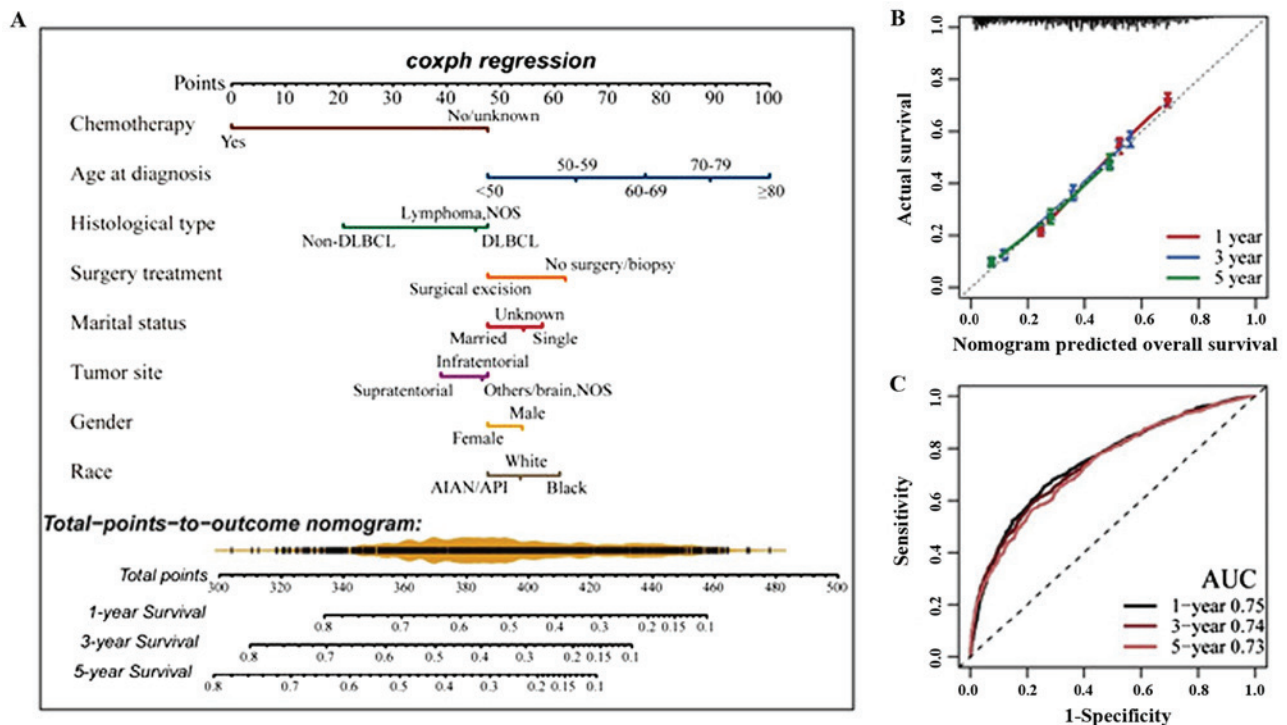 A
coxph regression
Points
0 10 20 30 40 50 60 70 80 90 100
No/unknown
Chemotherapy
Yes
50-59 70-79
Age at diagnosis
<50 60-69 ≥80
Histological type
Lymphoma,NOS
Non-DLBCL DLBCL
Surgery treatment
No surgery/biopsy
Surgical excision
Marital status
Unknown
Married Single
Infratentorial
Tumor site
Supratentorial Others/brain,NOS
Gender
Male
Female
Race
White
AIAN/API Black
Total-points-to-outcome nomogram:
Total points
300 320 340 360 380 400 420 440 460 480 500
1-year Survival
0.8 0.7 0.6 0.5 0.4 0.3 0.2 0.15 0.1
3-year Survival
0.8 0.7 0.6 0.5 0.4 0.3 0.2 0.15 0.1
5-year Survival
0.8 0.7 0.6 0.5 0.4 0.3 0.2 0.15 0.1
B
Actual survival
1.0
0.8
0.6
0.4
0.2
0.0
1 year
3 year
5 year
0.0 0.2 0.4 0.6 0.8 1.0
Nomogram predicted overall survival
C
Sensitivity
1.0
0.8
0.6
0.4
0.2
0.0
AUC
1-year 0.75
3-year 0.74
5-year 0.73
0.0 0.2 0.4 0.6 0.8 1.0
1-Specificity